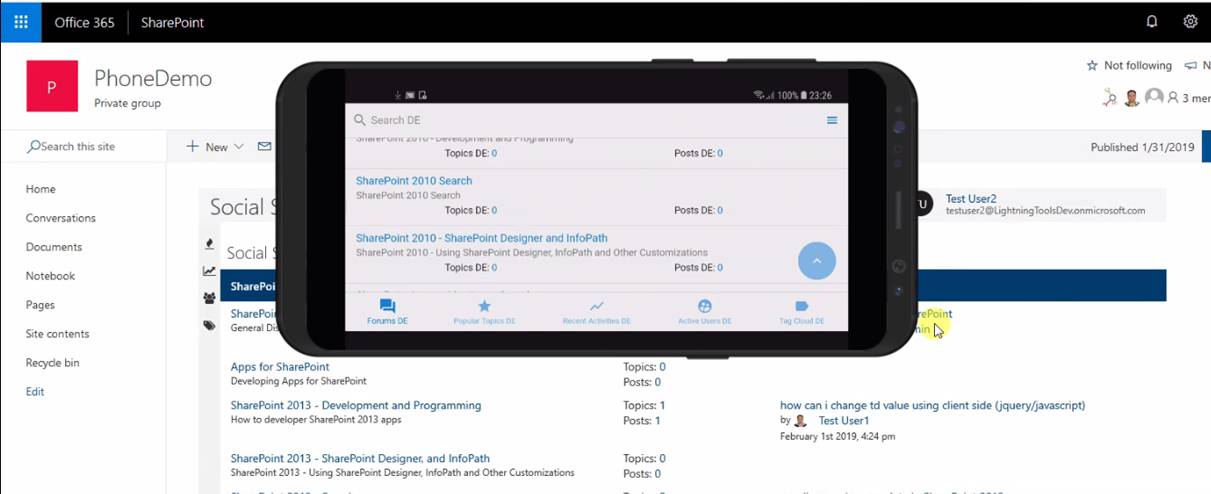 Office 365
SharePoint
P
PhoneDemo
Private group
Not following
3 mem
Search this site
New
Published 1/31/2019
Home
Conversations
Documents
Notebook
Pages
Site contents
Recycle bin
Edit
Social S
Test User2
testuser2@LightningToolsDev.onmicrosoft.com
Social S
100% 23:26
Search DE
SharePoint 2010 - Development and Programming
Topics DE: 0 Posts DE: 0
SharePoint 2010 Search
SharePoint 2010 Search
Topics DE: 0 Posts DE: 0
SharePoint 2010 - SharePoint Designer and InfoPath
SharePoint 2010 - Using SharePoint Designer, InfoPath and Other Customizations
Topics DE: 0 Posts DE: 0
Forums DE
Popular Topics DE
Recent Activities DE
Active Users DE
Tag Cloud DE
SharePoi
SharePoin
General Dis
rePoint
min
Apps for SharePoint
Developing Apps for SharePoint
Topics: 0
Posts: 0
SharePoint 2013 - Development and Programming
How to developer SharePoint 2013 apps
Topics: 1
Posts: 1
how can i change td value using client side (jquery/javascript)
by Test User1
February 1st 2019, 4:24 pm
SharePoint 2013 - SharePoint Designer, and InfoPath
SharePoint 2013 - Using SharePoint Designer, InfoPath and Other Customizations
Topics: 0
Posts: 0